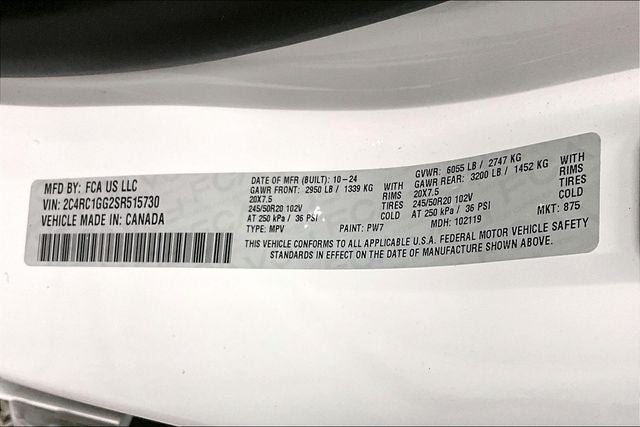 MFD BY: FCA US LLC
VIN: 2C4RC1GG2SR515730
VEHICLE MADE IN: CANADA
DATE OF MFR (BUILT): 10-24
GAWR FRONT: 2950 LB / 1339 KG WITH
20X7.5 RIMS
245/50R20 102V TIRES
AT 250 kPa / 36 PSI COLD
TYPE: MPV PAINT: PW7
GVWR: 6055 LB / 2747 KG
GAWR REAR: 3200 LB / 1452 KG WITH
20X7.5 RIMS
245/50R20 102V TIRES
AT 250 kPa / 36 PSI COLD
MDH: 102119 MKT: 875
THIS VEHICLE CONFORMS TO ALL APPLICABLE U.S.A. FEDERAL MOTOR VEHICLE SAFETY
STANDARDS IN EFFECT ON THE DATE OF MANUFACTURE SHOWN ABOVE.